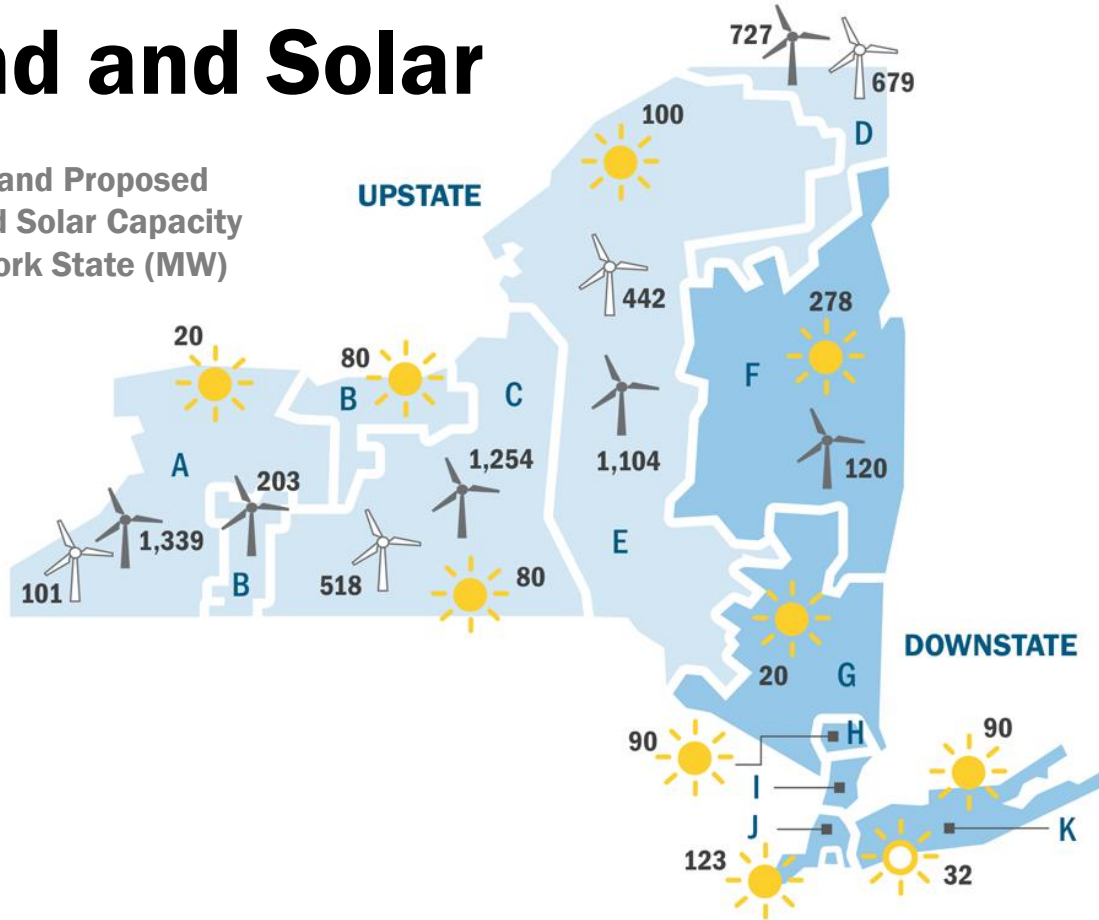 nd and Solar
and Proposed
d Solar Capacity
ork State (MW)
UPSTATE
727
679
D
100
442
278
20
80
B
C
F
A
203
1,254
1,104
120
1,339
E
101
B
518
80
DOWNSTATE
20
G
90
H
90
I
J
K
123
32